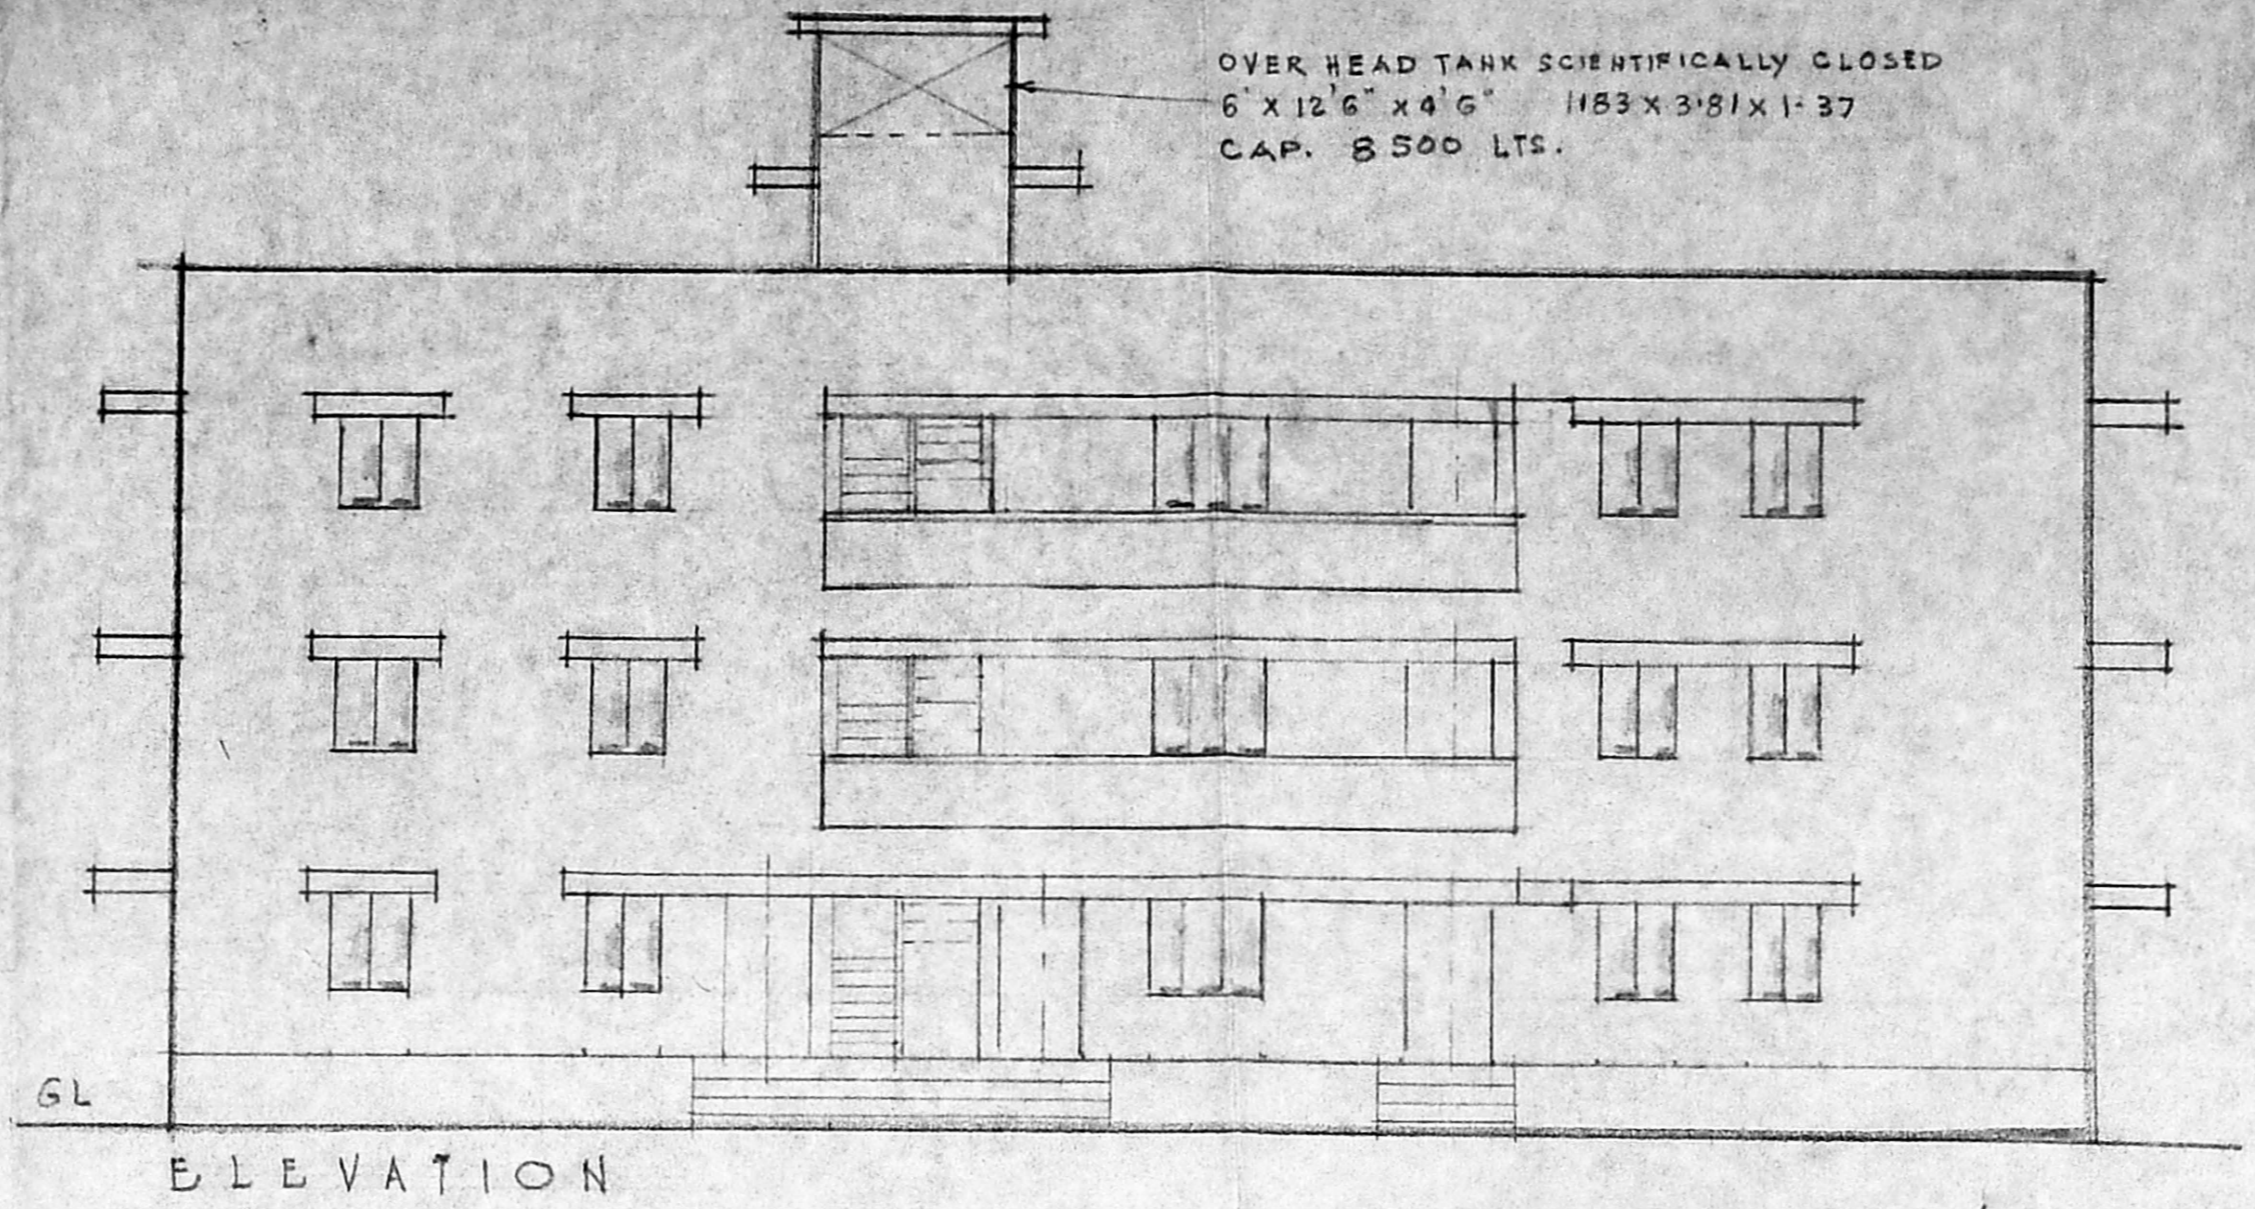 OVER HEAD TANK SCIENTIFICALLY CLOSED
6' X 12'6" X 4'6" 1.83 X 3.81 X 1.37
CAP. 8500 LTS.
GL
ELEVATION